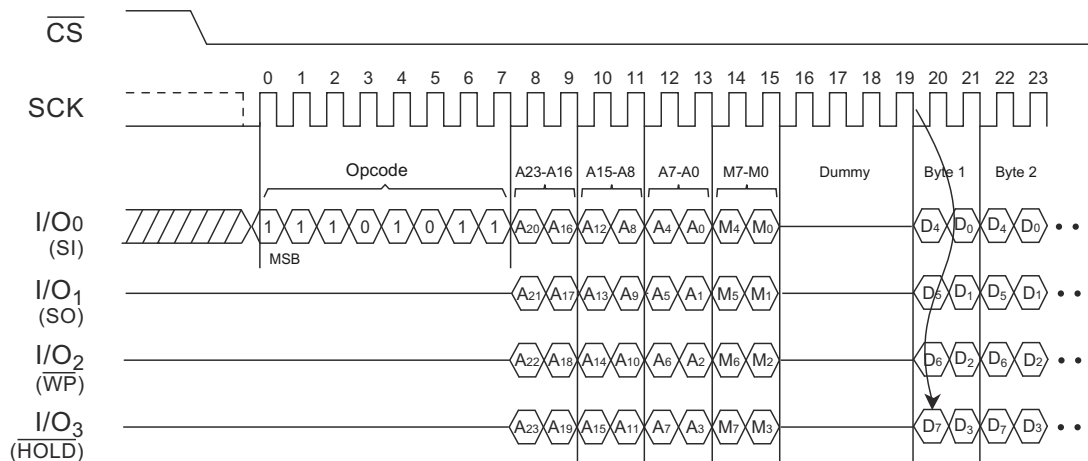 CS
0 1 2 3 4 5 6 7 8 9 10 11 12 13 14 15 16 17 18 19 20 21 22 23
SCK
Opcode A23-A16 A15-A8 A7-A0 M7-M0 Dummy Byte 1 Byte 2
I/O0 1 1 1 0 1 0 1 1 A20 A16 A12 A8 A4 A0 M4 M0 D4 D0 D4 D0 • •
(SI)
MSB
I/O1 A21 A17 A13 A9 A5 A1 M5 M1 D5 D1 D5 D1 • •
(SO)
I/O2 A22 A18 A14 A10 A6 A2 M6 M2 D6 D2 D6 D2 • •
(WP)
I/O3 A23 A19 A15 A11 A7 A3 M7 M3 D7 D3 D7 D3 • •
(HOLD)